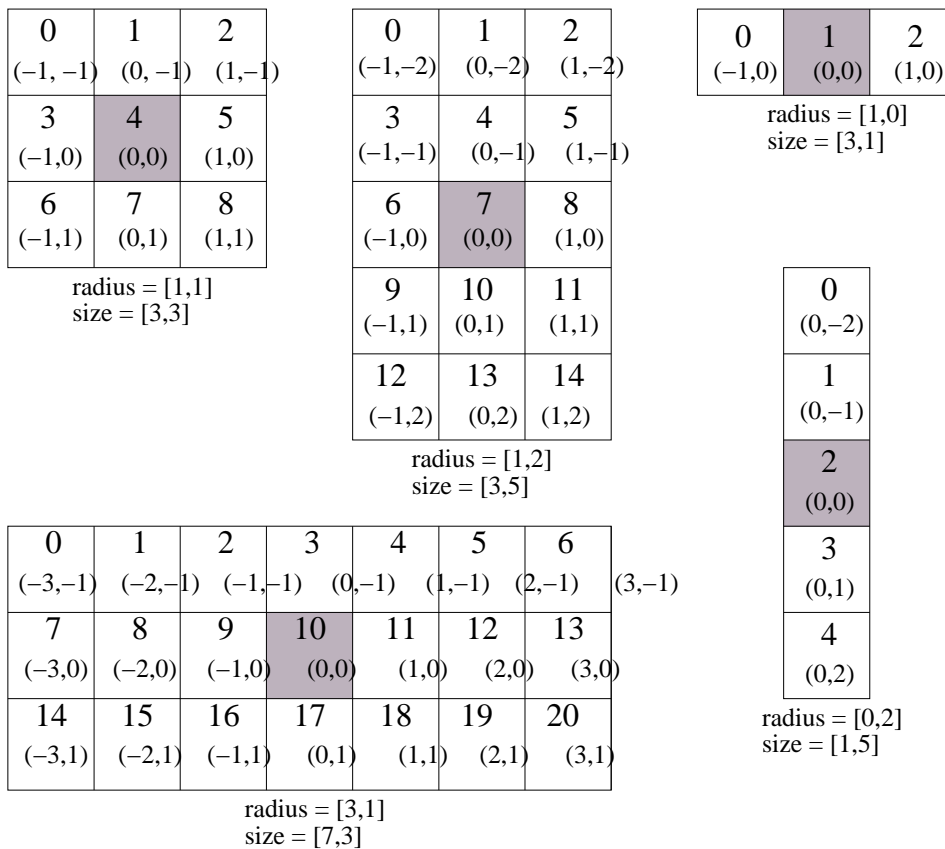 0 1 2
(−1, −1) (0, −1) (1,−1)
3 4 5
(−1,0) (0,0) (1,0)
6 7 8
(−1,1) (0,1) (1,1)
radius = [1,1]
size = [3,3]
0 1 2
(−1,−2) (0,−2) (1,−2)
3 4 5
(−1,−1) (0,−1) (1,−1)
6 7 8
(−1,0) (0,0) (1,0)
9 10 11
(−1,1) (0,1) (1,1)
12 13 14
(−1,2) (0,2) (1,2)
radius = [1,2]
size = [3,5]
0 1 2
(−1,0) (0,0) (1,0)
radius = [1,0]
size = [3,1]
0
(0,−2)
1
(0,−1)
2
(0,0)
3
(0,1)
4
(0,2)
radius = [0,2]
size = [1,5]
0 1 2 3 4 5 6
(−3,−1) (−2,−1) (−1,−1) (0,−1) (1,−1) (2,−1) (3,−1)
7 8 9 10 11 12 13
(−3,0) (−2,0) (−1,0) (0,0) (1,0) (2,0) (3,0)
14 15 16 17 18 19 20
(−3,1) (−2,1) (−1,1) (0,1) (1,1) (2,1) (3,1)
radius = [3,1]
size = [7,3]